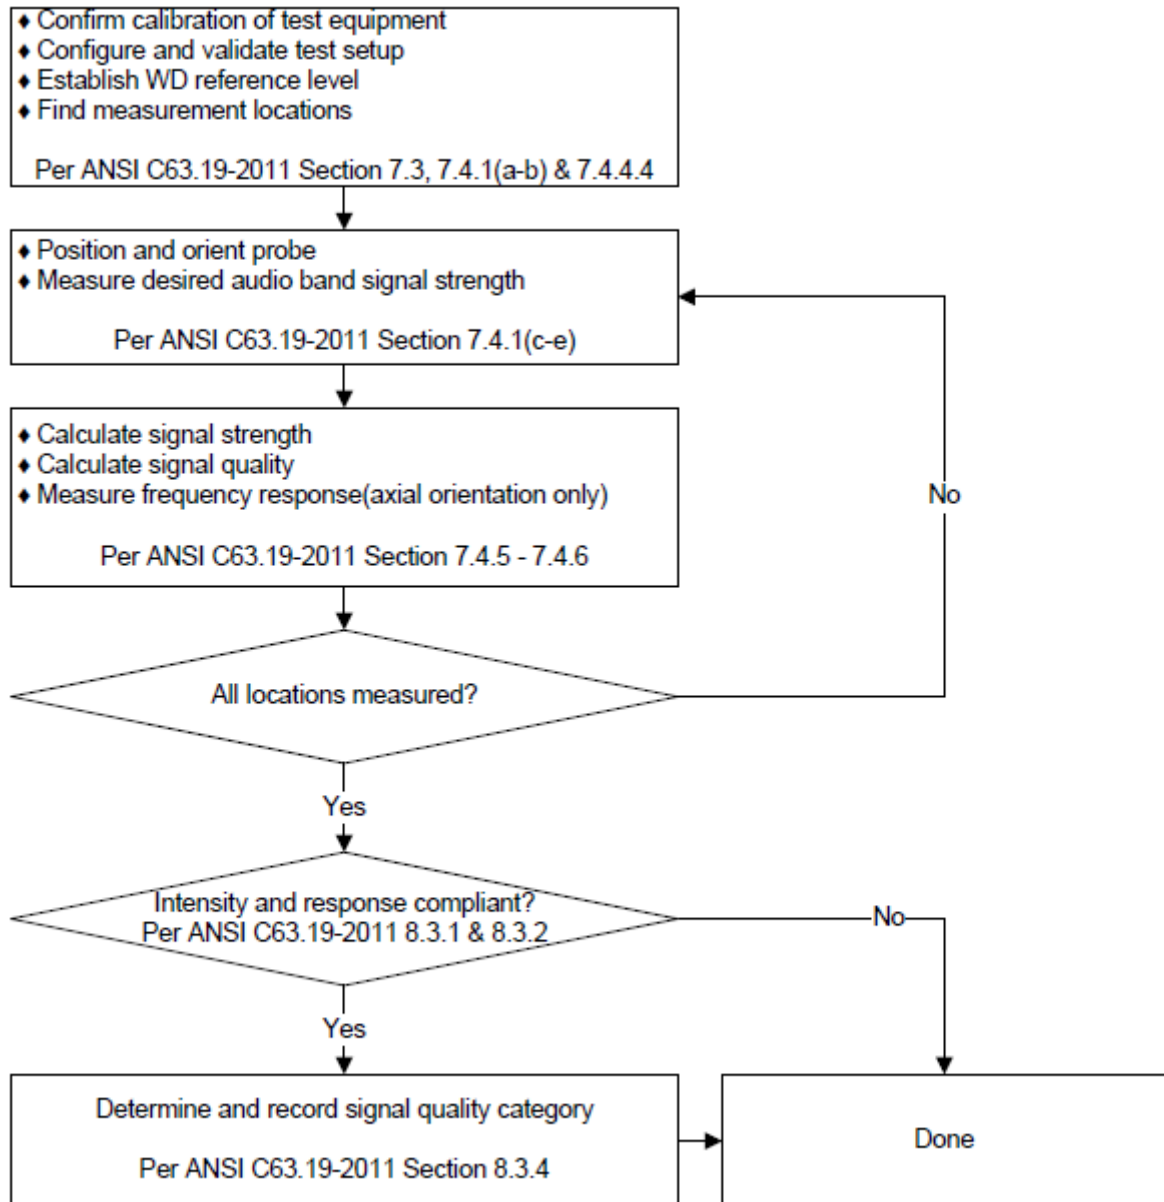 ♦ Confirm calibration of test equipment
♦ Configure and validate test setup
♦ Establish WD reference level
♦ Find measurement locations
Per ANSI C63.19-2011 Section 7.3, 7.4.1(a-b) & 7.4.4.4
♦ Position and orient probe
♦ Measure desired audio band signal strength
Per ANSI C63.19-2011 Section 7.4.1(c-e)
♦ Calculate signal strength
♦ Calculate signal quality
♦ Measure frequency response(axial orientation only)
Per ANSI C63.19-2011 Section 7.4.5 - 7.4.6
No
All locations measured?
Yes
Intensity and response compliant?
Per ANSI C63.19-2011 8.3.1 & 8.3.2
No
Yes
Determine and record signal quality category
Per ANSI C63.19-2011 Section 8.3.4
Done